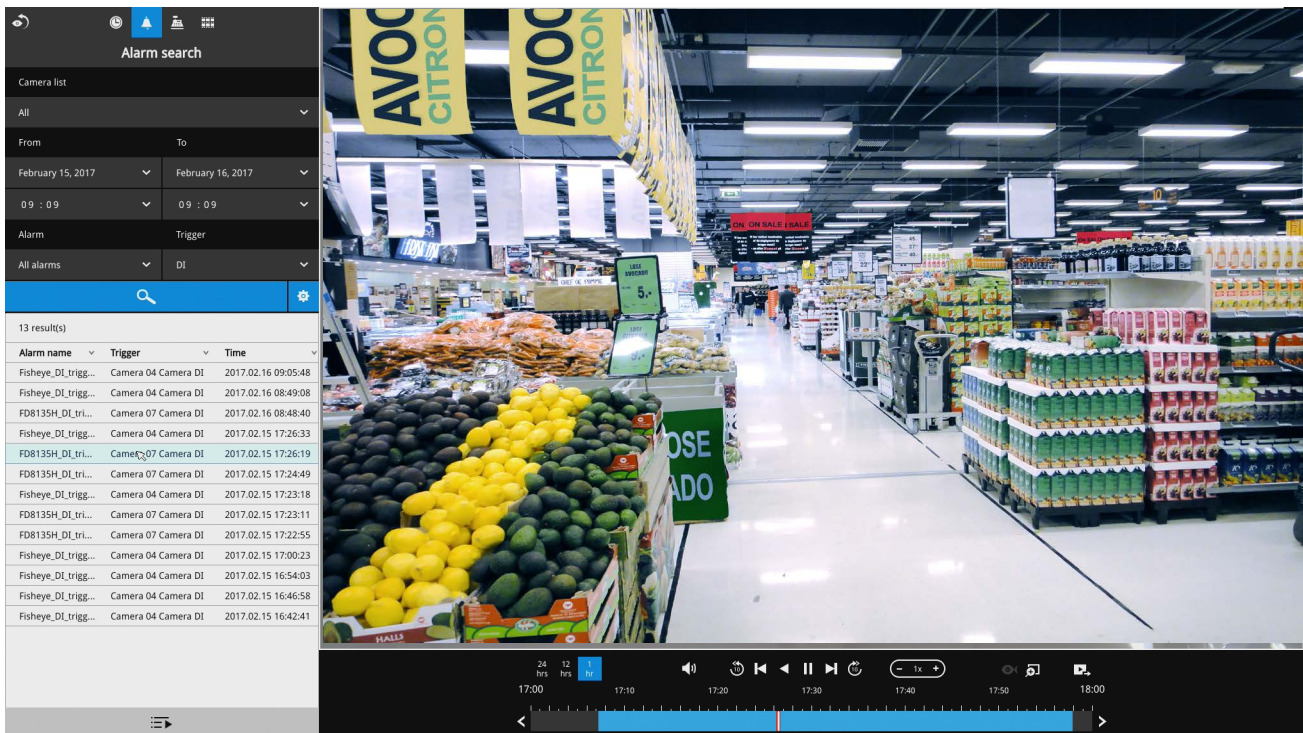 Alarm search
Camera list
All
From To
February 15, 2017 February 16, 2017
09 : 09 09 : 09
Alarm Trigger
All alarms DI
13 result(s)
Alarm name Trigger Time
Fisheye_DI_trigg... Camera 04 Camera DI 2017.02.16 09:05:48
Fisheye_DI_trigg... Camera 04 Camera DI 2017.02.16 08:49:08
FD8135H_DI_tri... Camera 07 Camera DI 2017.02.16 08:48:40
Fisheye_DI_trigg... Camera 04 Camera DI 2017.02.15 17:26:33
FD8135H_DI_tri... Camera 07 Camera DI 2017.02.15 17:26:19
FD8135H_DI_tri... Camera 07 Camera DI 2017.02.15 17:24:49
Fisheye_DI_trigg... Camera 04 Camera DI 2017.02.15 17:23:18
FD8135H_DI_tri... Camera 07 Camera DI 2017.02.15 17:23:11
FD8135H_DI_tri... Camera 07 Camera DI 2017.02.15 17:22:55
Fisheye_DI_trigg... Camera 04 Camera DI 2017.02.15 17:00:23
Fisheye_DI_trigg... Camera 04 Camera DI 2017.02.15 16:54:03
Fisheye_DI_trigg... Camera 04 Camera DI 2017.02.15 16:46:58
Fisheye_DI_trigg... Camera 04 Camera DI 2017.02.15 16:42:41
AVOC
CITRON
AVOC
CITRON
ON ON SALE SALE
LØSE
AVOCADO
5.-
OSE
ADO
HALLS
24 hrs 12 hrs 1 hr
10 10
1x
17:00 17:10 17:20 17:30 17:40 17:50 18:00